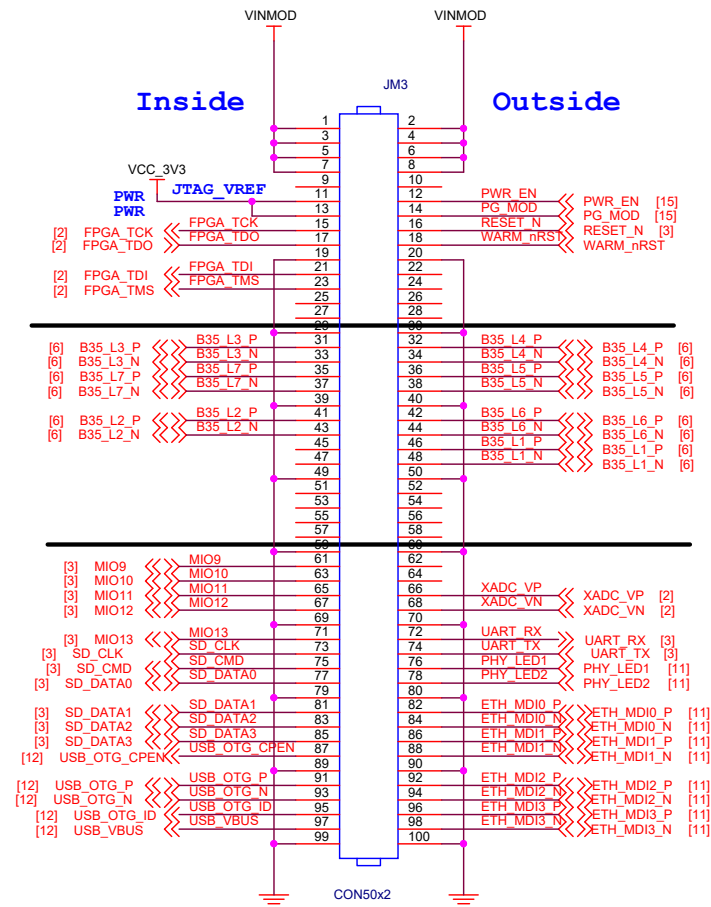 VINMOD VINMOD
JM3
Inside Outside
1 2
3 4
5 6
7 8
VCC_3V3
9 10
PWR JTAG_VREF 11 12 PWR_EN PWR_EN [15]
PWR 13 14 PG_MOD PG_MOD [15]
[2] FPGA_TCK FPGA_TCK 15 16 RESET_N RESET_N [3]
[2] FPGA_TDO FPGA_TDO 17 18 WARM_nRST WARM_nRST
19 20
[2] FPGA_TDI FPGA_TDI 21 22
[2] FPGA_TMS FPGA_TMS 23 24
25 26
27 28
29 30
[6] B35_L3_P B35_L3_P 31 32 B35_L4_P B35_L4_P [6]
[6] B35_L3_N B35_L3_N 33 34 B35_L4_N B35_L4_N [6]
[6] B35_L7_P B35_L7_P 35 36 B35_L5_P B35_L5_P [6]
[6] B35_L7_N B35_L7_N 37 38 B35_L5_N B35_L5_N [6]
39 40
[6] B35_L2_P B35_L2_P 41 42 B35_L6_P B35_L6_P [6]
[6] B35_L2_N B35_L2_N 43 44 B35_L6_N B35_L6_N [6]
45 46 B35_L1_P B35_L1_P [6]
47 48 B35_L1_N B35_L1_N [6]
49 50
51 52
53 54
55 56
57 58
59 60
[3] MIO9 MIO9 61 62
[3] MIO10 MIO10 63 64
[3] MIO11 MIO11 65 66 XADC_VP XADC_VP [2]
[3] MIO12 MIO12 67 68 XADC_VN XADC_VN [2]
69 70
[3] MIO13 MIO13 71 72 UART_RX UART_RX [3]
[3] SD_CLK SD_CLK 73 74 UART_TX UART_TX [3]
[3] SD_CMD SD_CMD 75 76 PHY_LED1 PHY_LED1 [11]
[3] SD_DATA0 SD_DATA0 77 78 PHY_LED2 PHY_LED2 [11]
79 80
[3] SD_DATA1 SD_DATA1 81 82 ETH_MDI0_P ETH_MDI0_P [11]
[3] SD_DATA2 SD_DATA2 83 84 ETH_MDI0_N ETH_MDI0_N [11]
[3] SD_DATA3 SD_DATA3 85 86 ETH_MDI1_P ETH_MDI1_P [11]
[12] USB_OTG_CPEN USB_OTG_CPEN 87 88 ETH_MDI1_N ETH_MDI1_N [11]
89 90
[12] USB_OTG_P USB_OTG_P 91 92 ETH_MDI2_P ETH_MDI2_P [11]
[12] USB_OTG_N USB_OTG_N 93 94 ETH_MDI2_N ETH_MDI2_N [11]
[12] USB_OTG_ID USB_OTG_ID 95 96 ETH_MDI3_P ETH_MDI3_P [11]
[12] USB_VBUS USB_VBUS 97 98 ETH_MDI3_N ETH_MDI3_N [11]
99 100
CON50x2